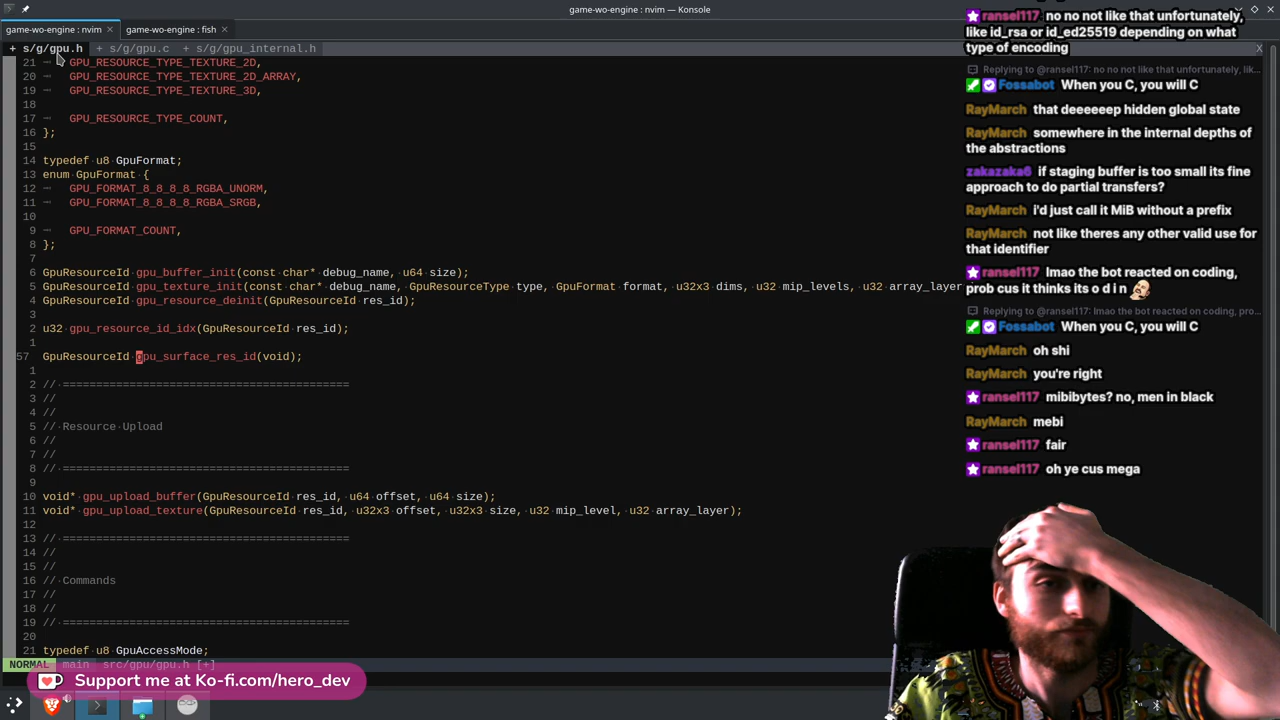 game-wo-engine : nvim — Konsole
game-wo-engine : nvim
game-wo-engine : fish
+ s/g/gpu.h + s/g/gpu.c + s/g/gpu_internal.h X
21 GPU_RESOURCE_TYPE_TEXTURE_2D,
20 GPU_RESOURCE_TYPE_TEXTURE_2D_ARRAY,
19 GPU_RESOURCE_TYPE_TEXTURE_3D,
18
17 GPU_RESOURCE_TYPE_COUNT,
16 };
15
14 typedef u8 GpuFormat;
13 enum GpuFormat {
12 GPU_FORMAT_8_8_8_8_RGBA_UNORM,
11 GPU_FORMAT_8_8_8_8_RGBA_SRGB,
10
9 GPU_FORMAT_COUNT,
8 };
7
6 GpuResourceId gpu_buffer_init(const char* debug_name, u64 size);
5 GpuResourceId gpu_texture_init(const char* debug_name, GpuResourceType type, GpuFormat format, u32x3 dims, u32 mip_levels, u32 array_layer
4 GpuResourceId gpu_resource_deinit(GpuResourceId res_id);
3
2 u32 gpu_resource_id_idx(GpuResourceId res_id);
1
57 GpuResourceId gpu_surface_res_id(void);
1
2 // ===========================================
3 //
4 //
5 // Resource Upload
6 //
7 //
8 // ===========================================
9
10 void* gpu_upload_buffer(GpuResourceId res_id, u64 offset, u64 size);
11 void* gpu_upload_texture(GpuResourceId res_id, u32x3 offset, u32x3 size, u32 mip_level, u32 array_layer);
12
13 // ===========================================
14 //
15 //
16 // Commands
17 //
18 //
19 // ===========================================
20
21 typedef u8 GpuAccessMode;
NORMAL main src/gpu/gpu.h [+]
Support me at Ko-fi.com/hero_dev
ransel117 no no not like that unfortunately,
like id_rsa or id_ed25519 depending on what
type of encoding
Replying to @ransel117: no no not like that unfortunately, lik...
Fossabot When you C, you will C
RayMarch that deeeeeep hidden global state
RayMarch somewhere in the internal depths of
the abstractions
zakazaka6 if staging buffer is too small its fine
approach to do partial transfers?
RayMarch i'd just call it MiB without a prefix
RayMarch not like theres any other valid use for
that identifier
ransel117 lmao the bot reacted on coding,
prob cus it thinks its o d i n
Replying to @ransel117: lmao the bot reacted on coding, pro...
Fossabot When you C, you will C
RayMarch oh shi
RayMarch you're right
ransel117 mibibytes? no, men in black
RayMarch mebi
ransel117 fair
ransel117 oh ye cus mega